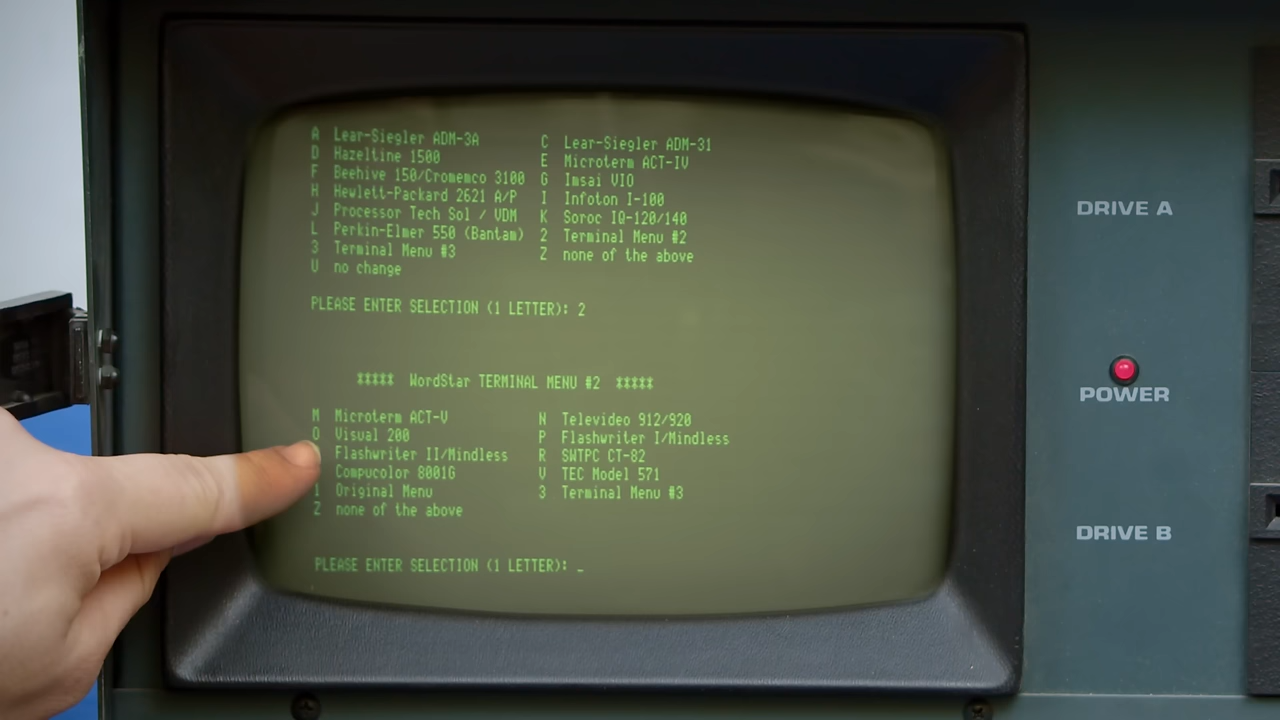 A Lear-Siegler ADM-3A C Lear-Siegler ADM-31
D Hazeltine 1500 E Microterm ACT-IV
F Beehive 150/Cromemco 3100 G Imsai VIO
H Hewlett-Packard 2621 A/P I Infoton I-100
J Processor Tech Sol / VDM K Soroc IQ-120/140
L Perkin-Elmer 550 (Bantam) 2 Terminal Menu #2
3 Terminal Menu #3 Z none of the above
U no change
PLEASE ENTER SELECTION (1 LETTER): 2
***** WordStar TERMINAL MENU #2 *****
M Microterm ACT-V N Televideo 912/920
O Visual 200 P Flashwriter I/Mindless
Flashwriter II/Mindless R SWTPC CT-82
Compucolor 8001G V TEC Model 571
1 Original Menu 3 Terminal Menu #3
Z none of the above
PLEASE ENTER SELECTION (1 LETTER): _
DRIVE A
POWER
DRIVE B